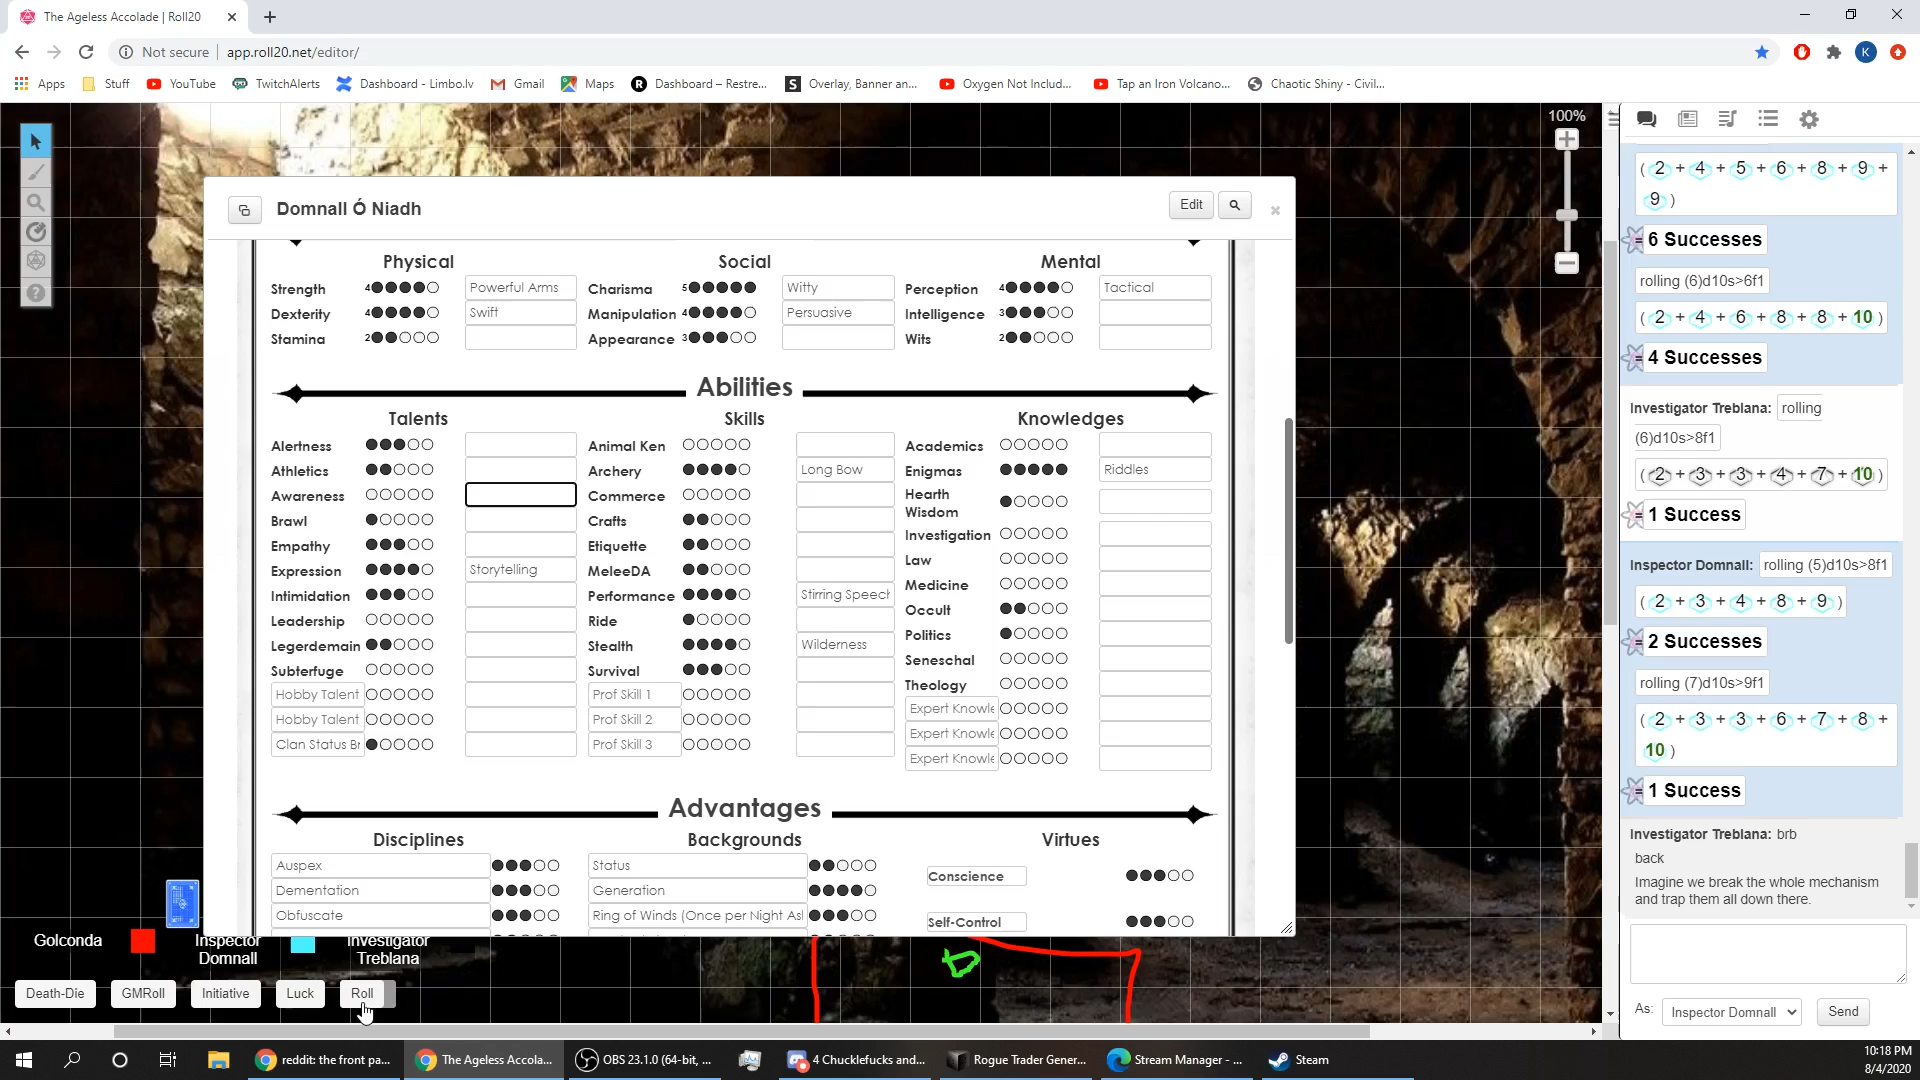 The Ageless Accolade | Roll20
Not secure
app.roll20.net/editor/
K
Apps
Stuff
YouTube
TwitchAlerts
Dashboard - Limbo.lv
Gmail
Maps
Dashboard – Restre...
Overlay, Banner an...
Oxygen Not Includ...
Tap an Iron Volcano...
Chaotic Shiny - Civil...
100%
Domnall Ó Niadh
Edit
Physical
Social
Mental
Strength 4 Powerful Arms Charisma 5 Witty Perception 4 Tactical
Dexterity 4 Swift Manipulation 4 Persuasive Intelligence 3
Stamina 2 Appearance 3 Wits 2
Abilities
Talents
Skills
Knowledges
Alertness Animal Ken Academics
Athletics Archery Long Bow Enigmas Riddles
Awareness Commerce Hearth Wisdom
Brawl Crafts Investigation
Empathy Etiquette Law
Expression Storytelling MeleeDA Medicine
Intimidation Performance Stirring Speech Occult
Leadership Ride Politics
Legerdemain Stealth Wilderness Seneschal
Subterfuge Survival Theology
Hobby Talent Prof Skill 1 Expert Knowle
Hobby Talent Prof Skill 2 Expert Knowle
Clan Status Br Prof Skill 3 Expert Knowle
Advantages
Disciplines
Backgrounds
Virtues
Auspex Status Conscience
Dementation Generation
Obfuscate Ring of Winds (Once per Night Asl Self-Control
Golconda
Inspector Domnall
Investigator Treblana
Death-Die
GMRoll
Initiative
Luck
Roll
(2+4+5+6+8+9+
9)
= 6 Successes
rolling (6)d10s>6f1
(2+4+6+8+8+10)
= 4 Successes
Investigator Treblana: rolling
(6)d10s>8f1
(2+3+3+4+7+10)
= 1 Success
Inspector Domnall: rolling (5)d10s>8f1
(2+3+4+8+9)
= 2 Successes
rolling (7)d10s>9f1
(2+3+3+6+7+8+
10)
= 1 Success
Investigator Treblana: brb
back
Imagine we break the whole mechanism
and trap them all down there.
As: Inspector Domnall Send
reddit: the front pa...
The Ageless Accola...
OBS 23.1.0 (64-bit, ...
4 Chucklefucks and...
Rogue Trader Gener...
Stream Manager - ...
Steam
10:18 PM
8/4/2020